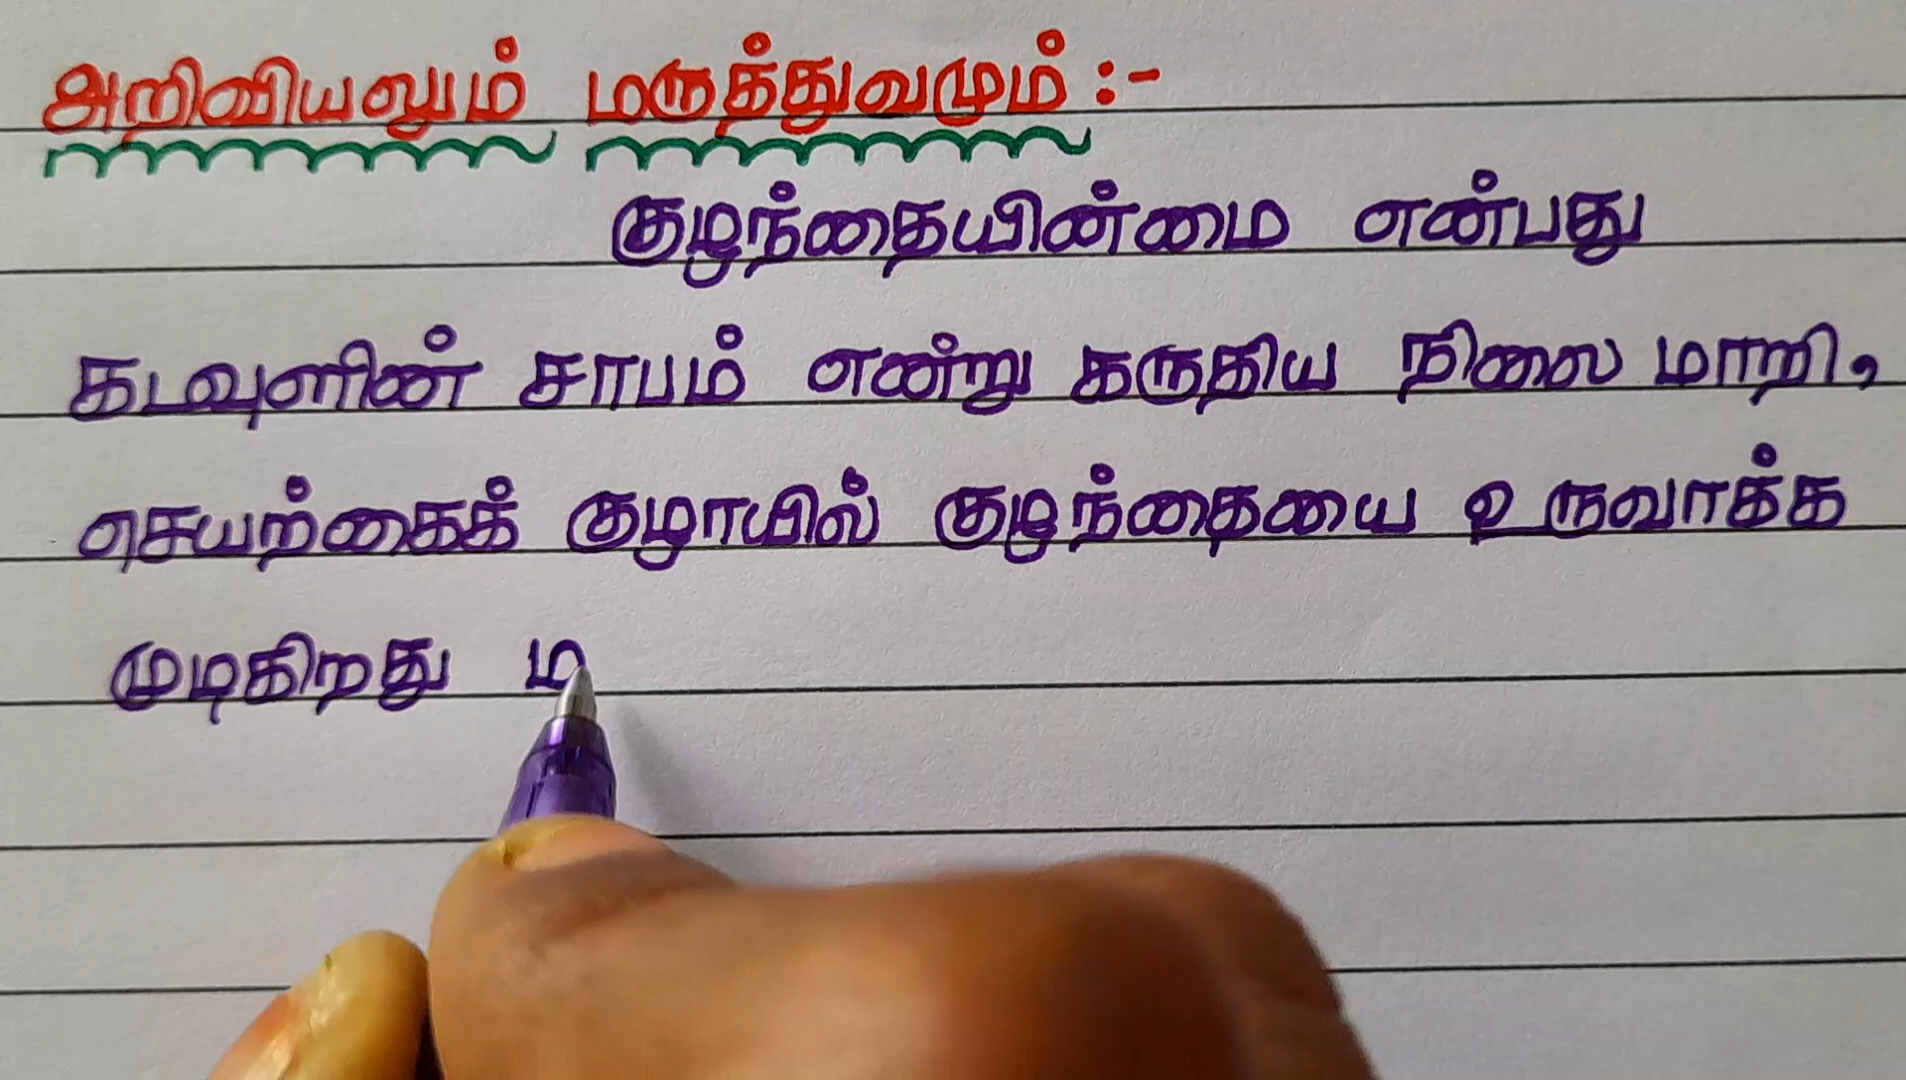 அறிவியலும் மருத்துவமும் :-
குழந்தையின்மை என்பது
கடவுளின் சாபம் என்று கருதிய நிலை மாறி,
செயற்கைக் குழாயில் குழந்தையை உருவாக்க
முடிகிறது ம